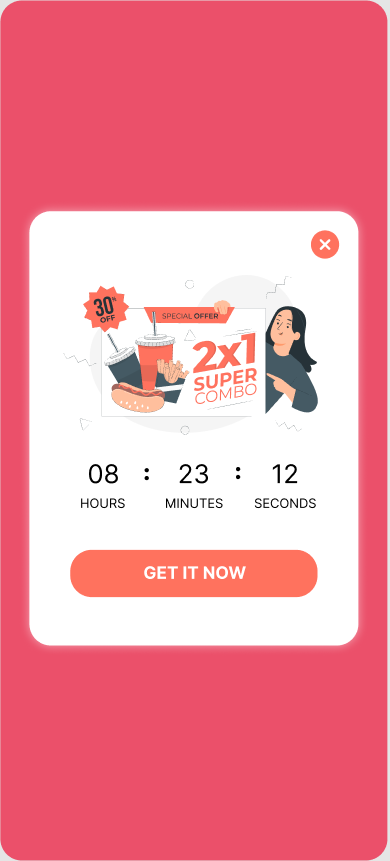 30%
OFF
SPECIAL OFFER
2x1
SUPER
COMBO
08 : 23 : 12
HOURS MINUTES SECONDS
GET IT NOW